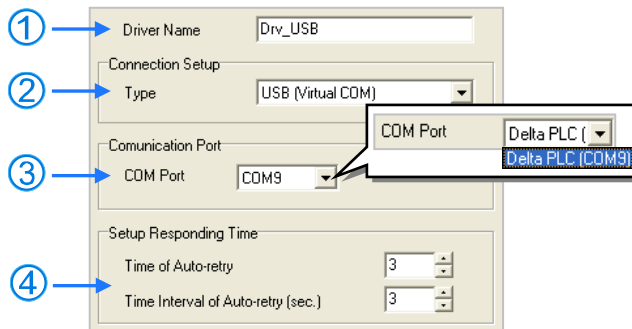 1 Driver Name Drv_USB
Connection Setup
2 Type USB (Virtual COM)
COM Port Delta PLC (
Delta PLC (COM9)
Comunication Port
3 COM Port COM9
Setup Responding Time
Time of Auto-retry 3
4
Time Interval of Auto-retry (sec.) 3